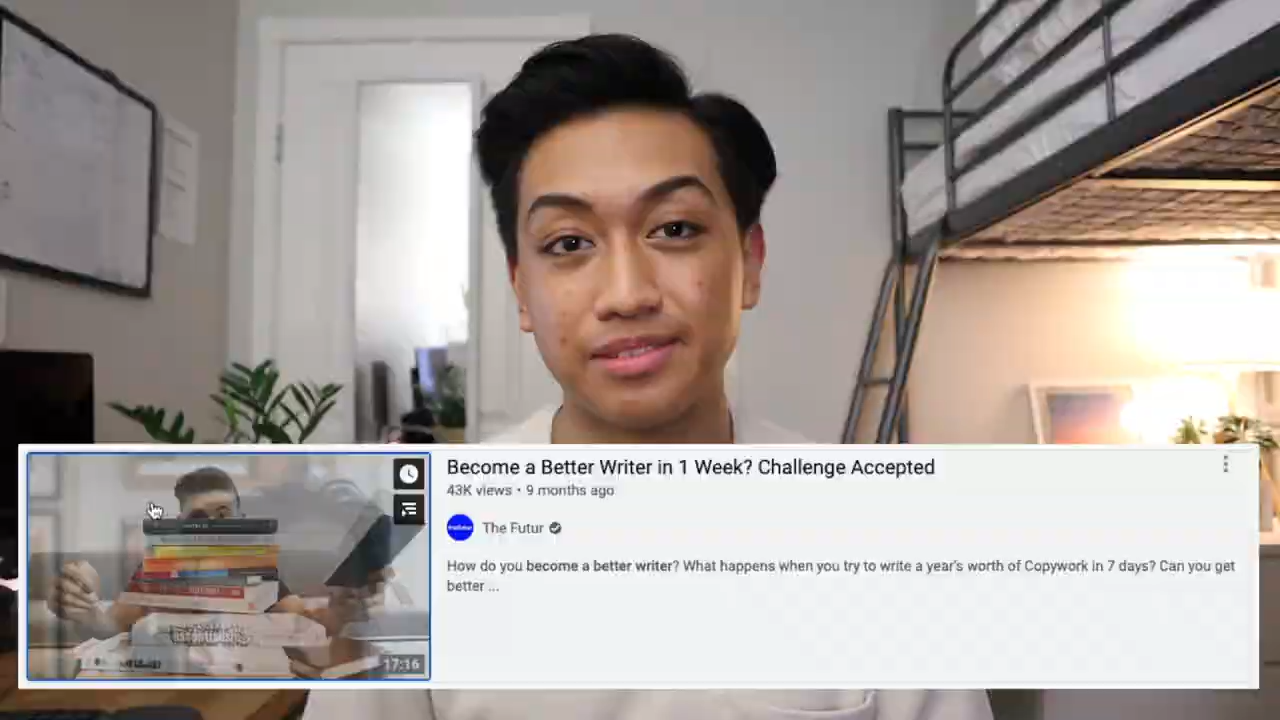 Become a Better Writer in 1 Week? Challenge Accepted
43K views • 9 months ago
The Futur
How do you become a better writer? What happens when you try to write a year's worth of Copywork in 7 days? Can you get
better ...
17:16